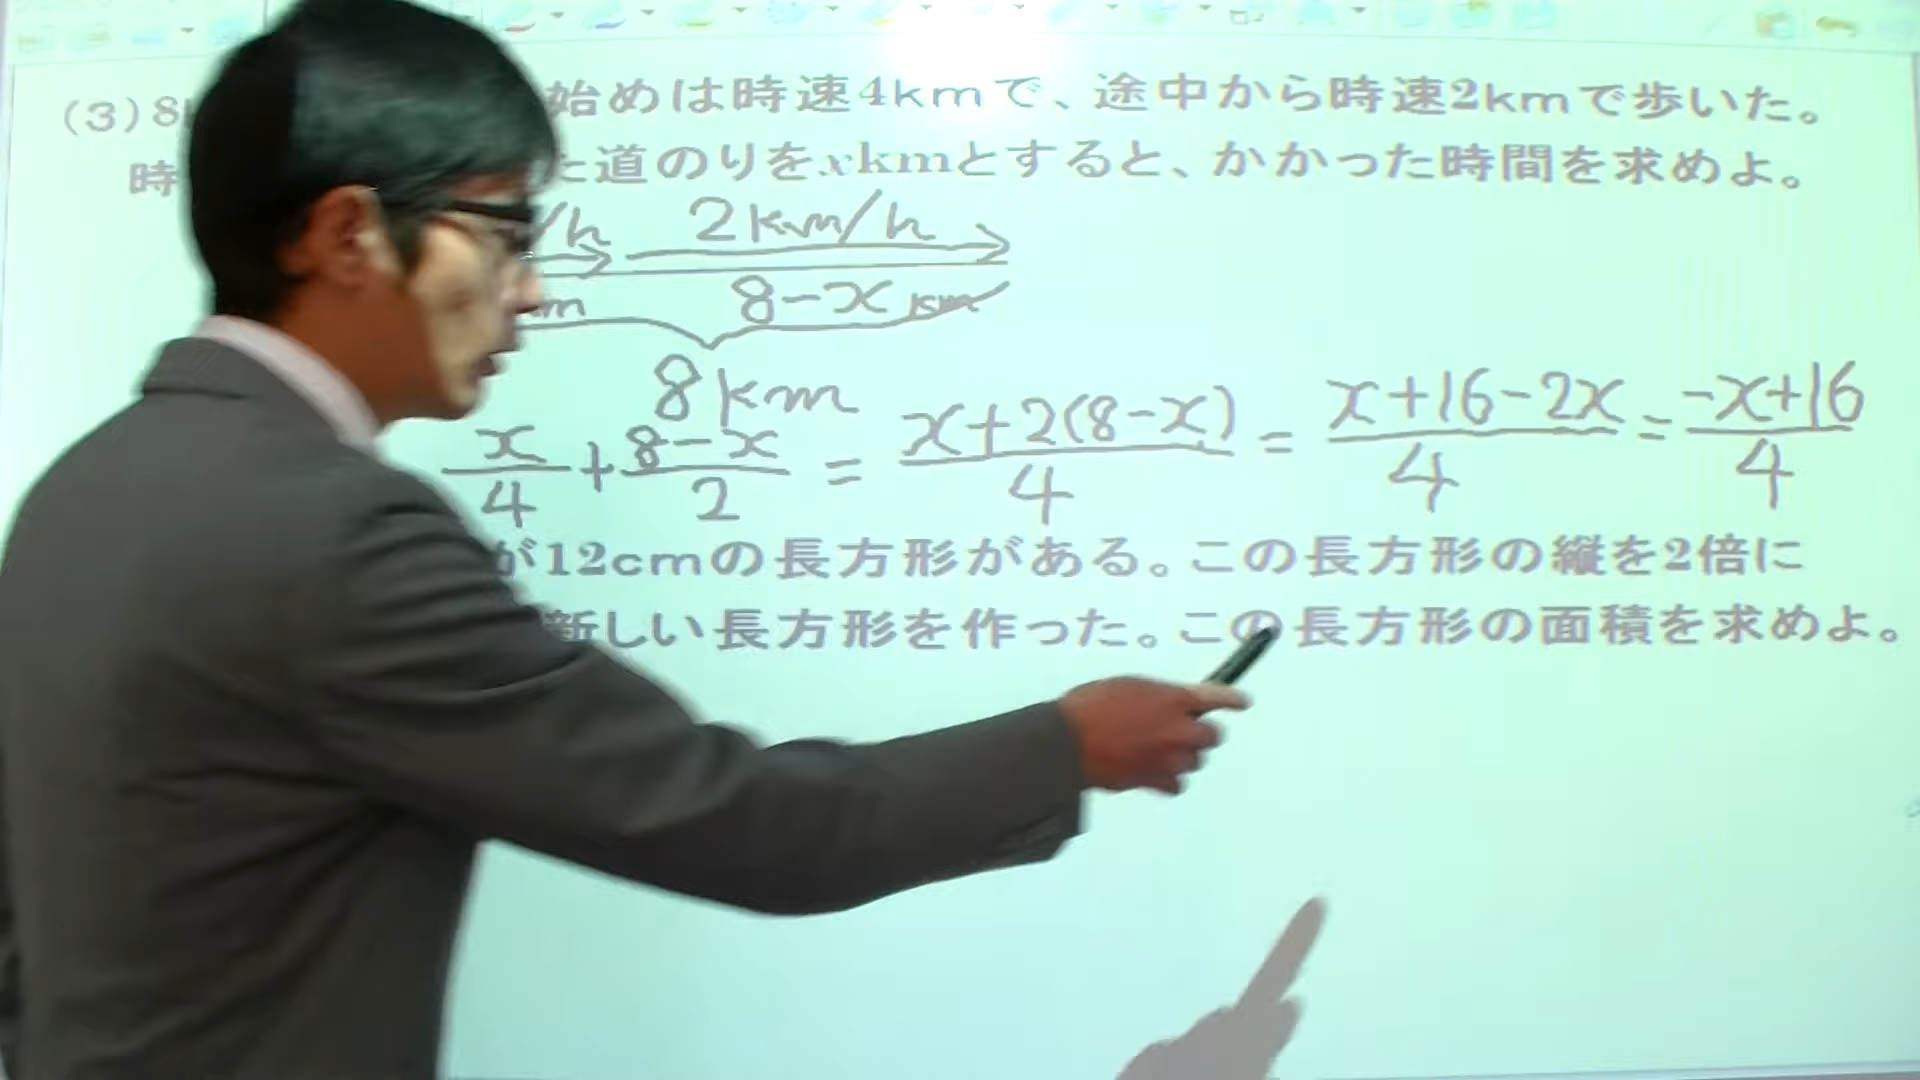 (3)8 始めは時速4kmで、途中から時速2kmで歩いた。
時 た道のりをxkmとすると、かかった時間を求めよ。
/h 2km/h
km 8-x km
8km
x/4 + 8-x/2 = x+2(8-x)/4 = x+16-2x/4 = -x+16/4
が12cmの長方形がある。この長方形の縦を2倍に
新しい長方形を作った。この長方形の面積を求めよ。